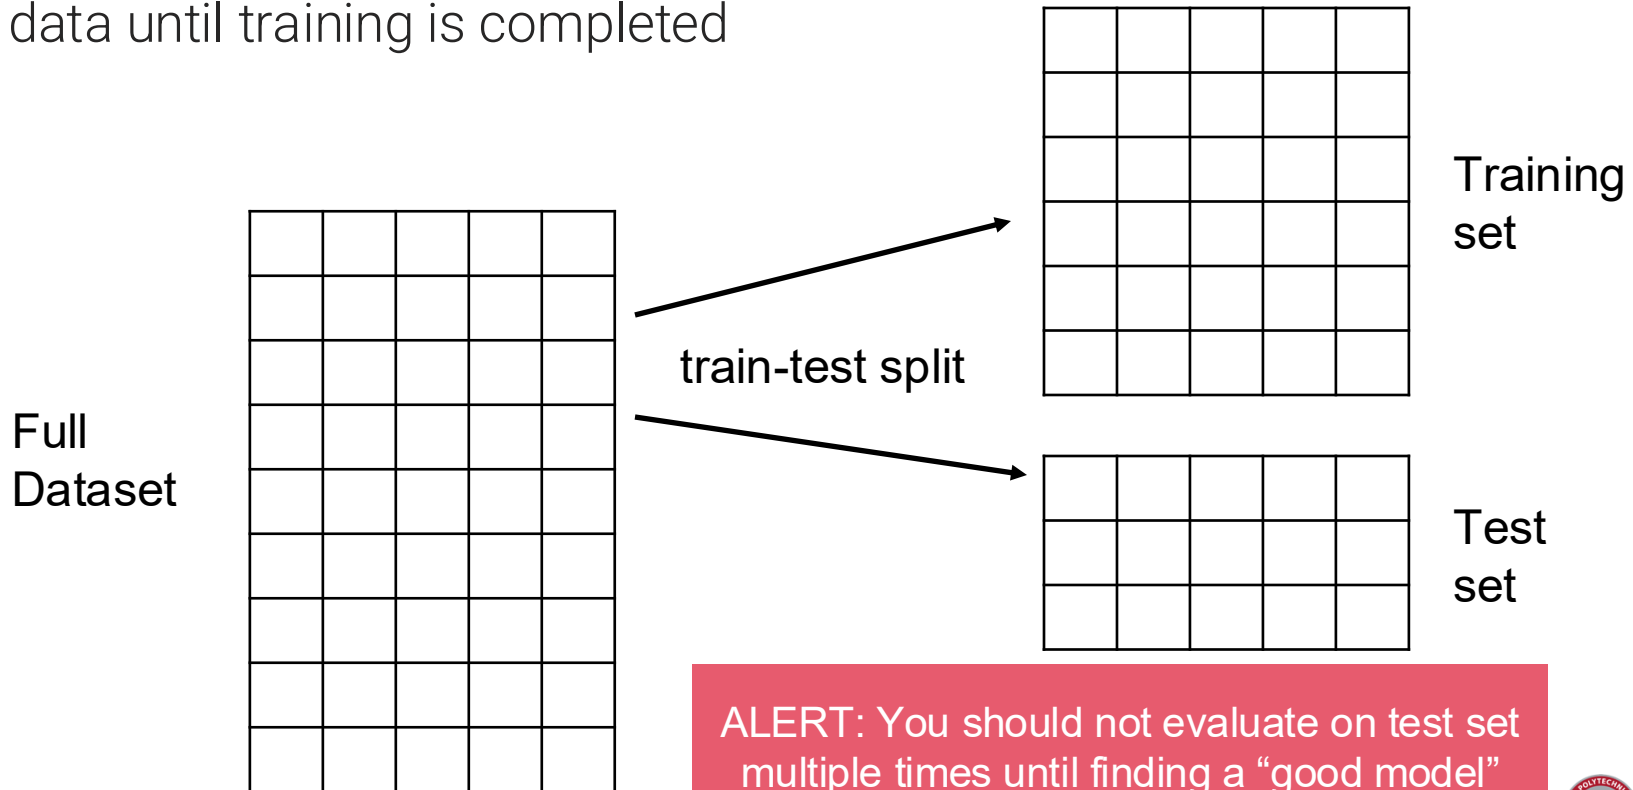 data until training is completed
Training
set
train-test split
Full
Dataset
Test
set
ALERT: You should not evaluate on test set
multiple times until finding a “good model”